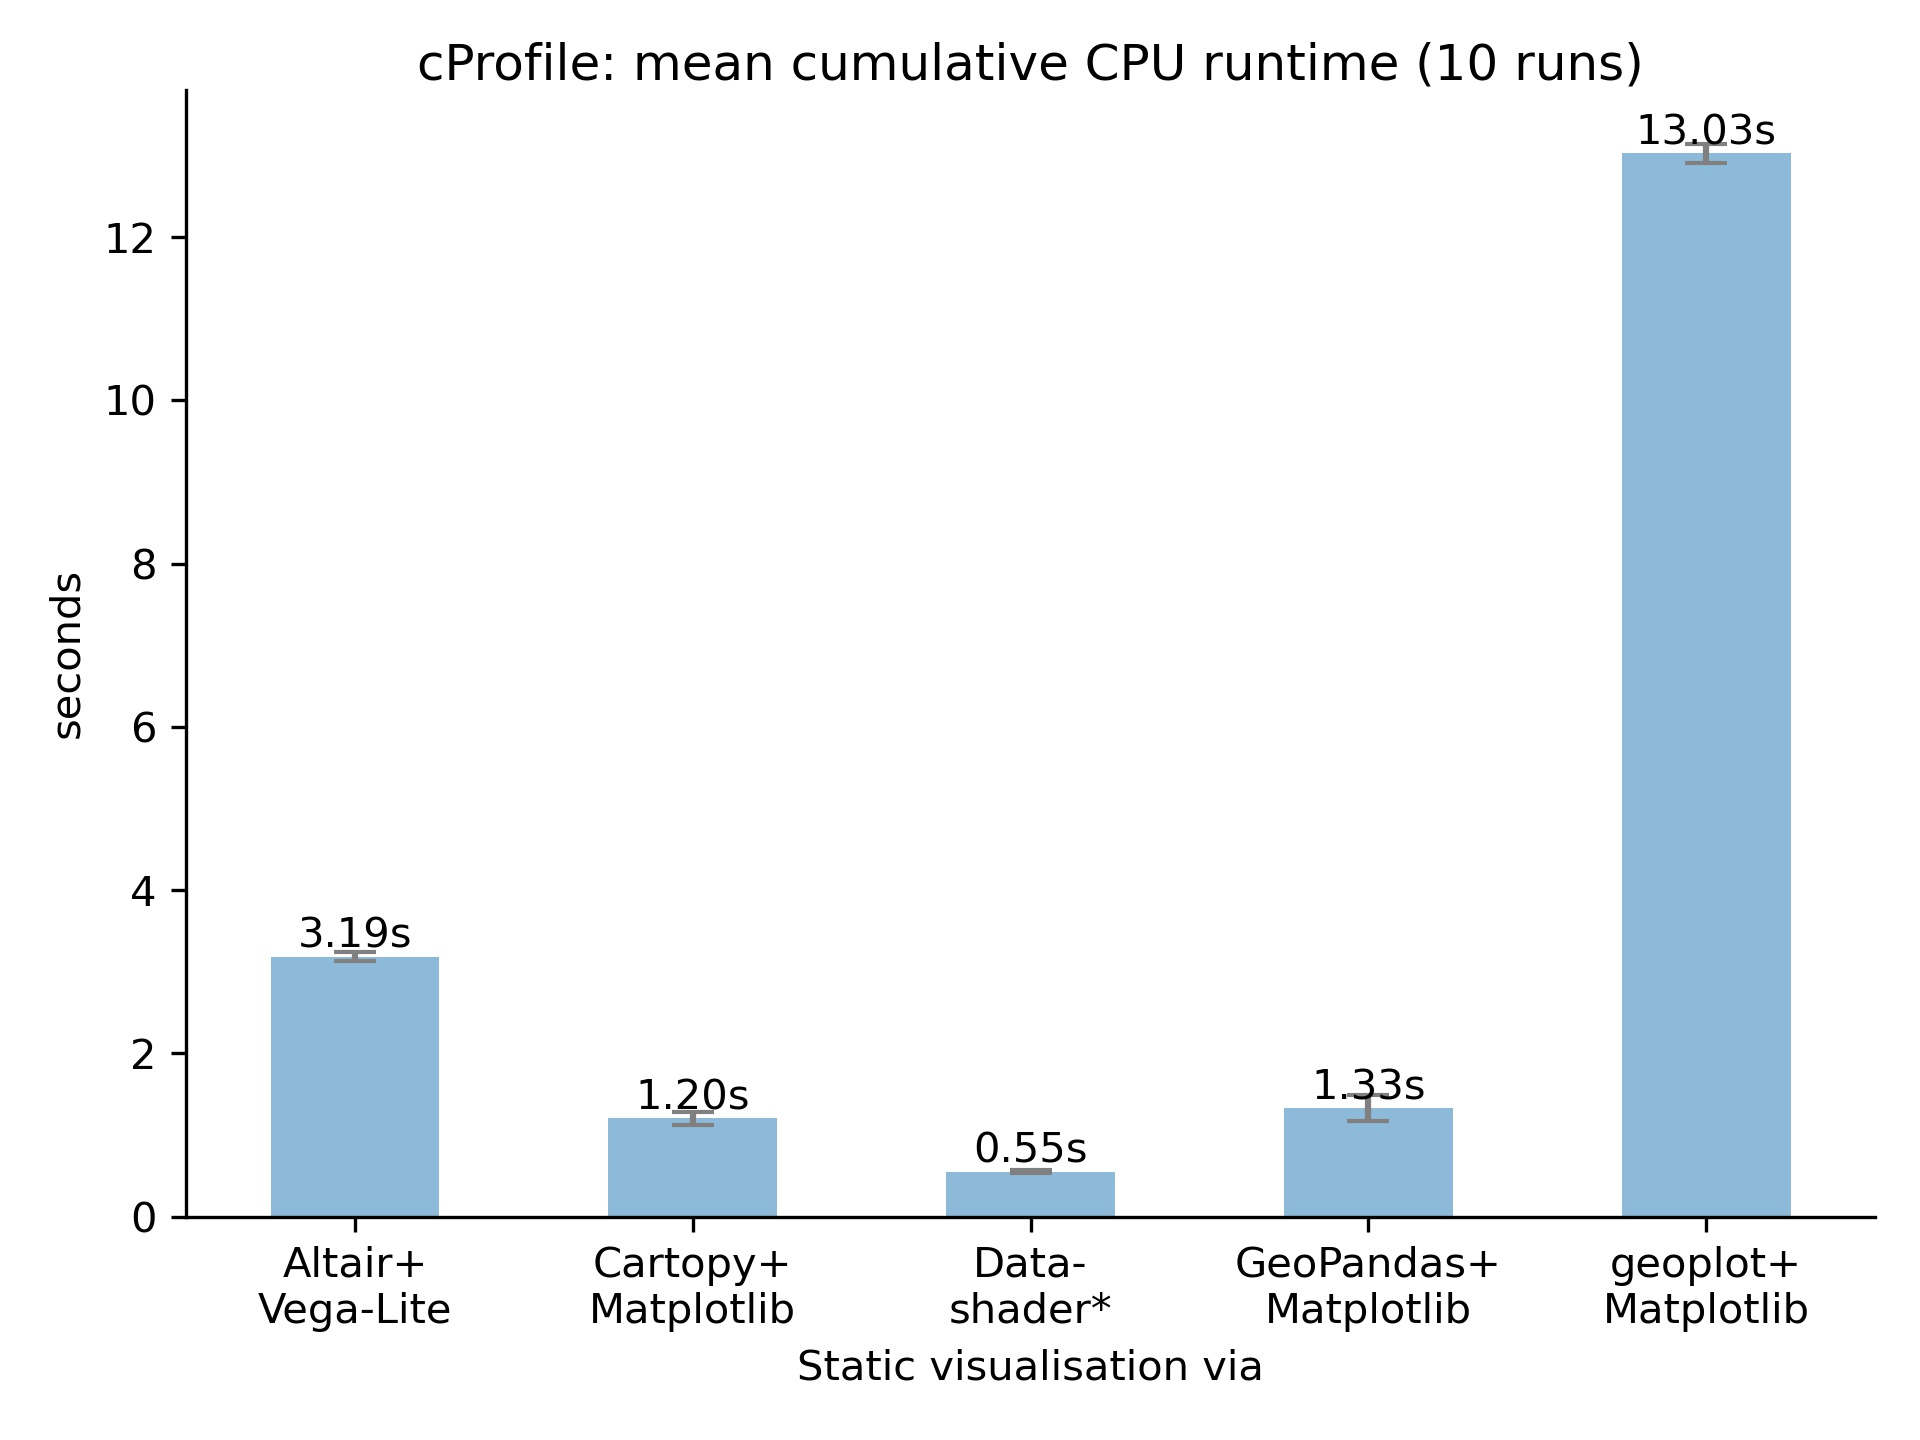 cProfile: mean cumulative CPU runtime (10 runs)
13.03s
12
10
8
seconds
6
4
3.19s
2
1.20s
0.55s
1.33s
0
Altair+
Vega-Lite
Cartopy+
Matplotlib
Data-
shader*
GeoPandas+
Matplotlib
geoplot+
Matplotlib
Static visualisation via